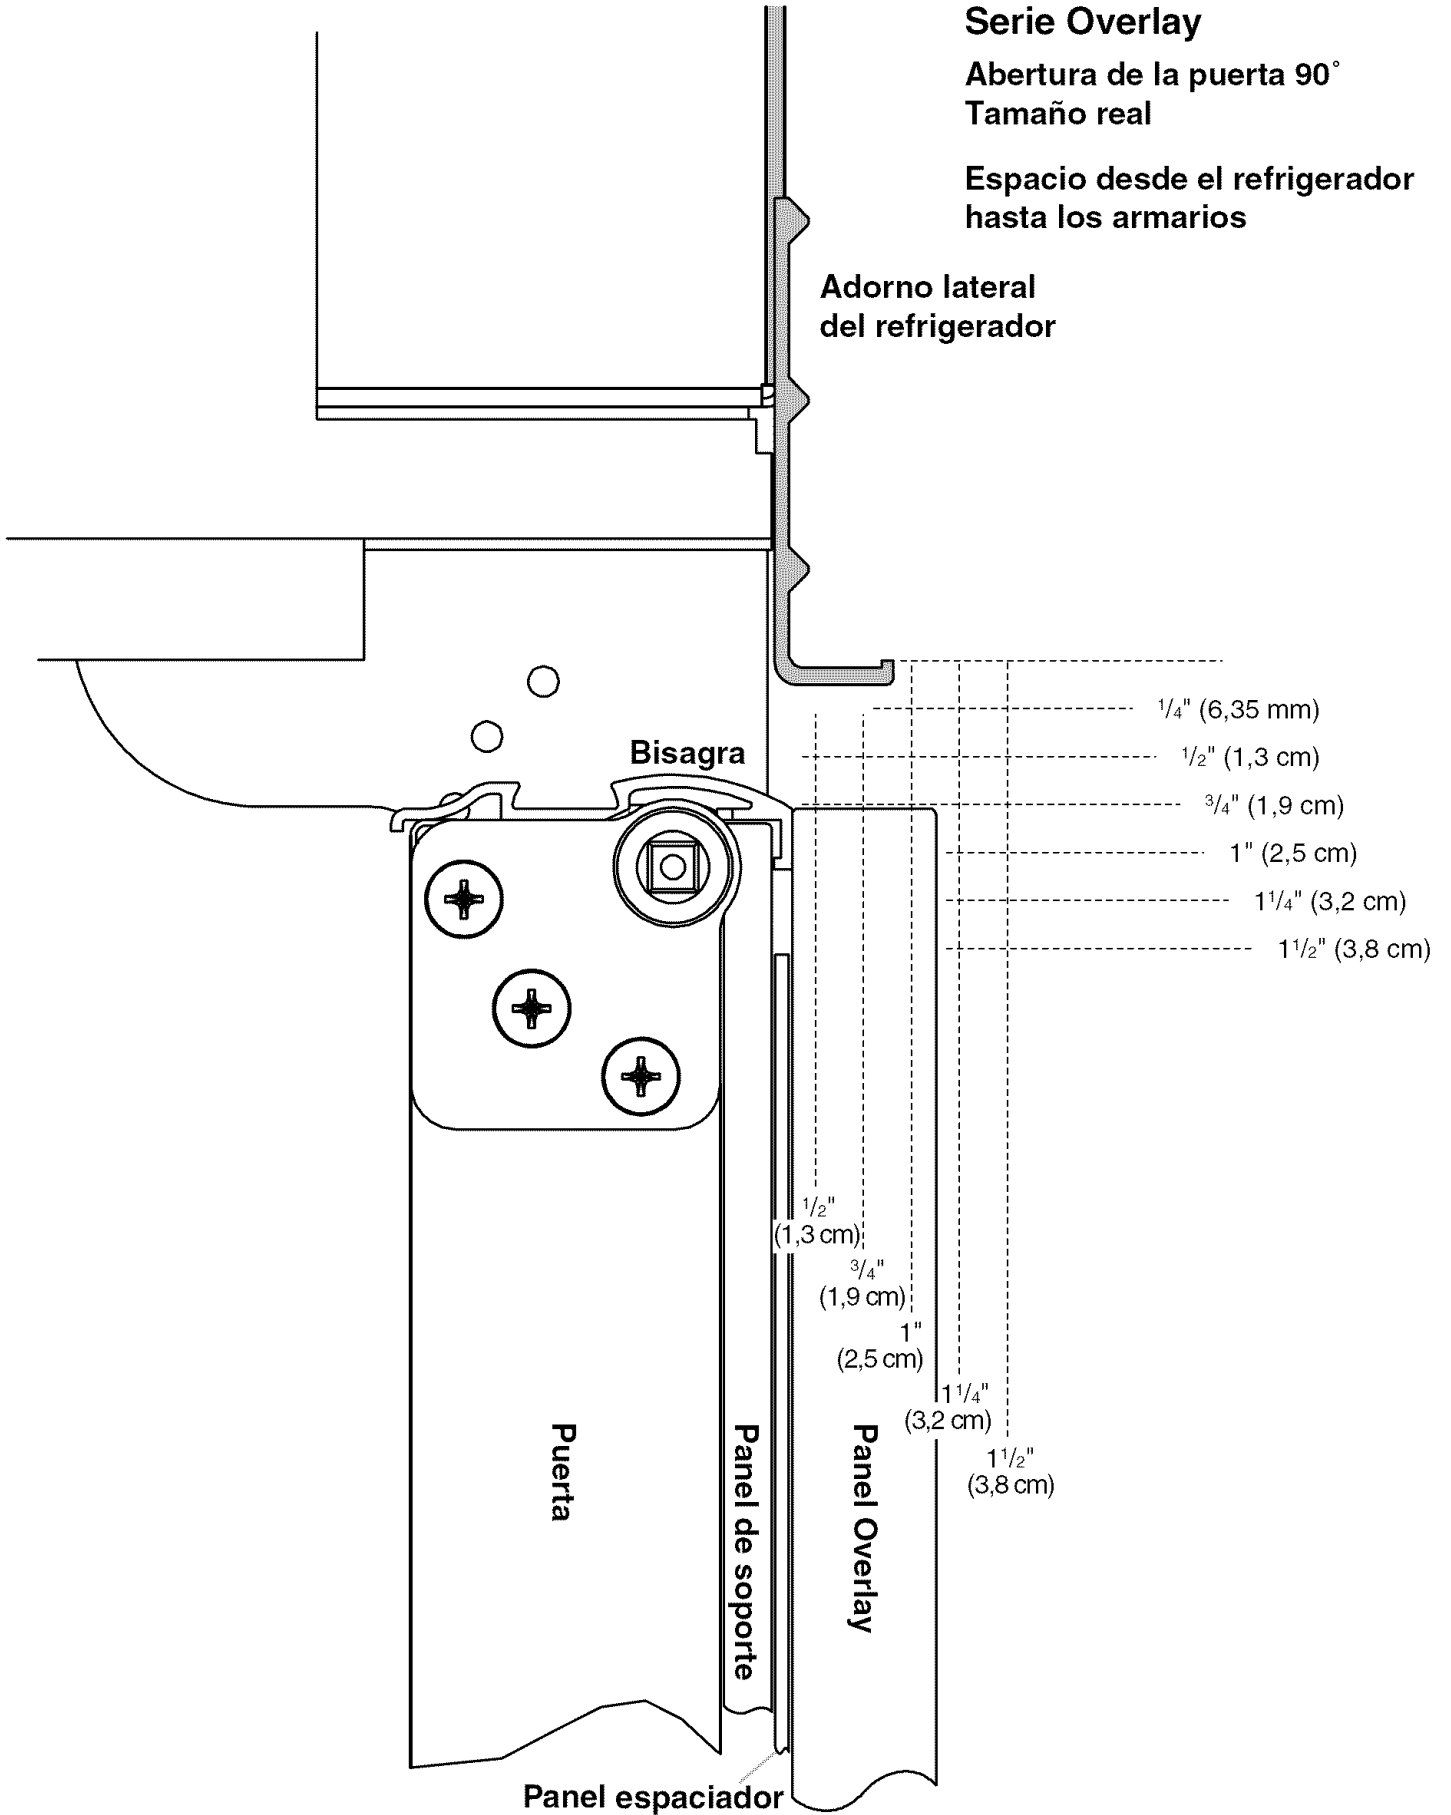 Serie Overlay
Abertura de la puerta 90˚
Tamaño real
Espacio desde el refrigerador
hasta los armarios
Adorno lateral
del refrigerador
1/4" (6,35 mm)
Bisagra
1/2" (1,3 cm)
3/4" (1,9 cm)
1" (2,5 cm)
1 1/4" (3,2 cm)
1 1/2" (3,8 cm)
1/2"
(1,3 cm)
3/4"
(1,9 cm)
1"
(2,5 cm)
1 1/4"
(3,2 cm)
1 1/2"
(3,8 cm)
Puerta
Panel de soporte
Panel Overlay
Panel espaciador